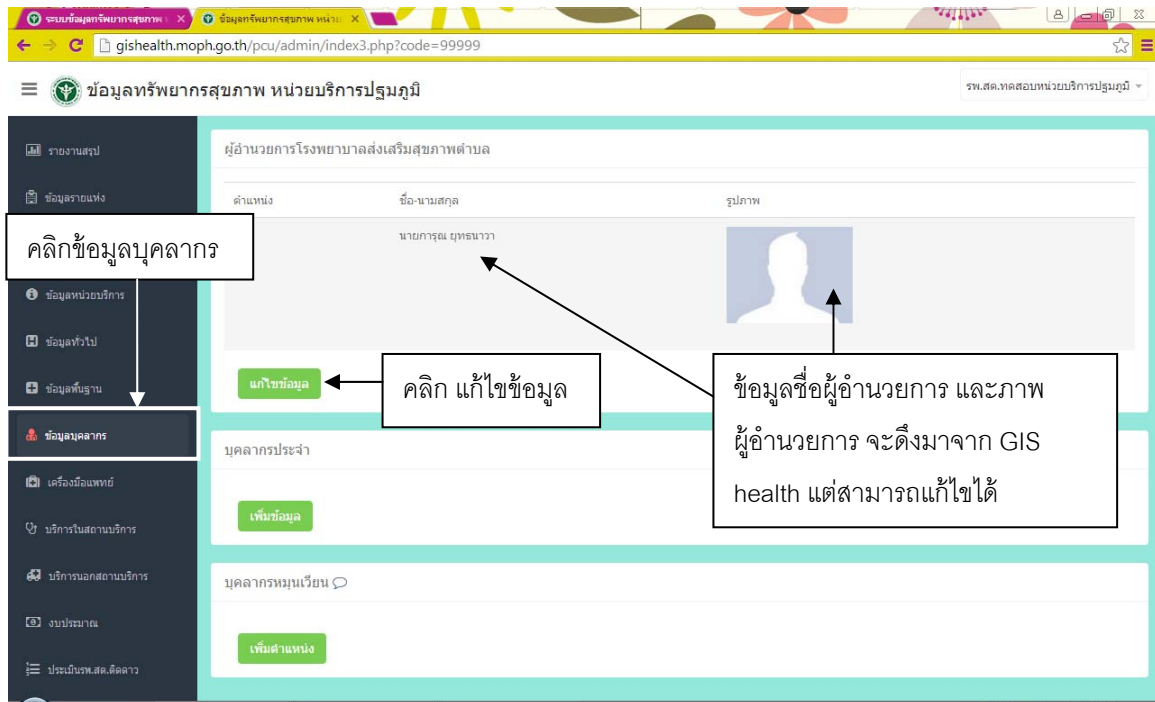 ระบบข้อมูลทรัพยากรสุขภาพ
ข้อมูลทรัพยากรสุขภาพ หน่วย
gishealth.moph.go.th/pcu/admin/index3.php?code=99999
ข้อมูลทรัพยากรสุขภาพ หน่วยบริการปฐมภูมิ
รพ.สต.ทดสอบหน่วยบริการปฐมภูมิ
รายงานสรุป
ข้อมูลรายแห่ง
คลิกข้อมูลบุคลากร
ข้อมูลหน่วยบริการ
ข้อมูลทั่วไป
ข้อมูลพื้นฐาน
ข้อมูลบุคลากร
เครื่องมือแพทย์
บริการในสถานบริการ
บริการนอกสถานบริการ
งบประมาณ
ประเมินรพ.สต.ติดดาว
ผู้อำนวยการโรงพยาบาลส่งเสริมสุขภาพตำบล
ตำแหน่ง ชื่อ-นามสกุล รูปภาพ
นายการุณ ยุทธนาวา
แก้ไขข้อมูล
คลิก แก้ไขข้อมูล
ข้อมูลชื่อผู้อำนวยการ และภาพ
ผู้อำนวยการ จะดึงมาจาก GIS
health แต่สามารถแก้ไขได้
บุคลากรประจำ
เพิ่มข้อมูล
บุคลากรหมุนเวียน
เพิ่มตำแหน่ง